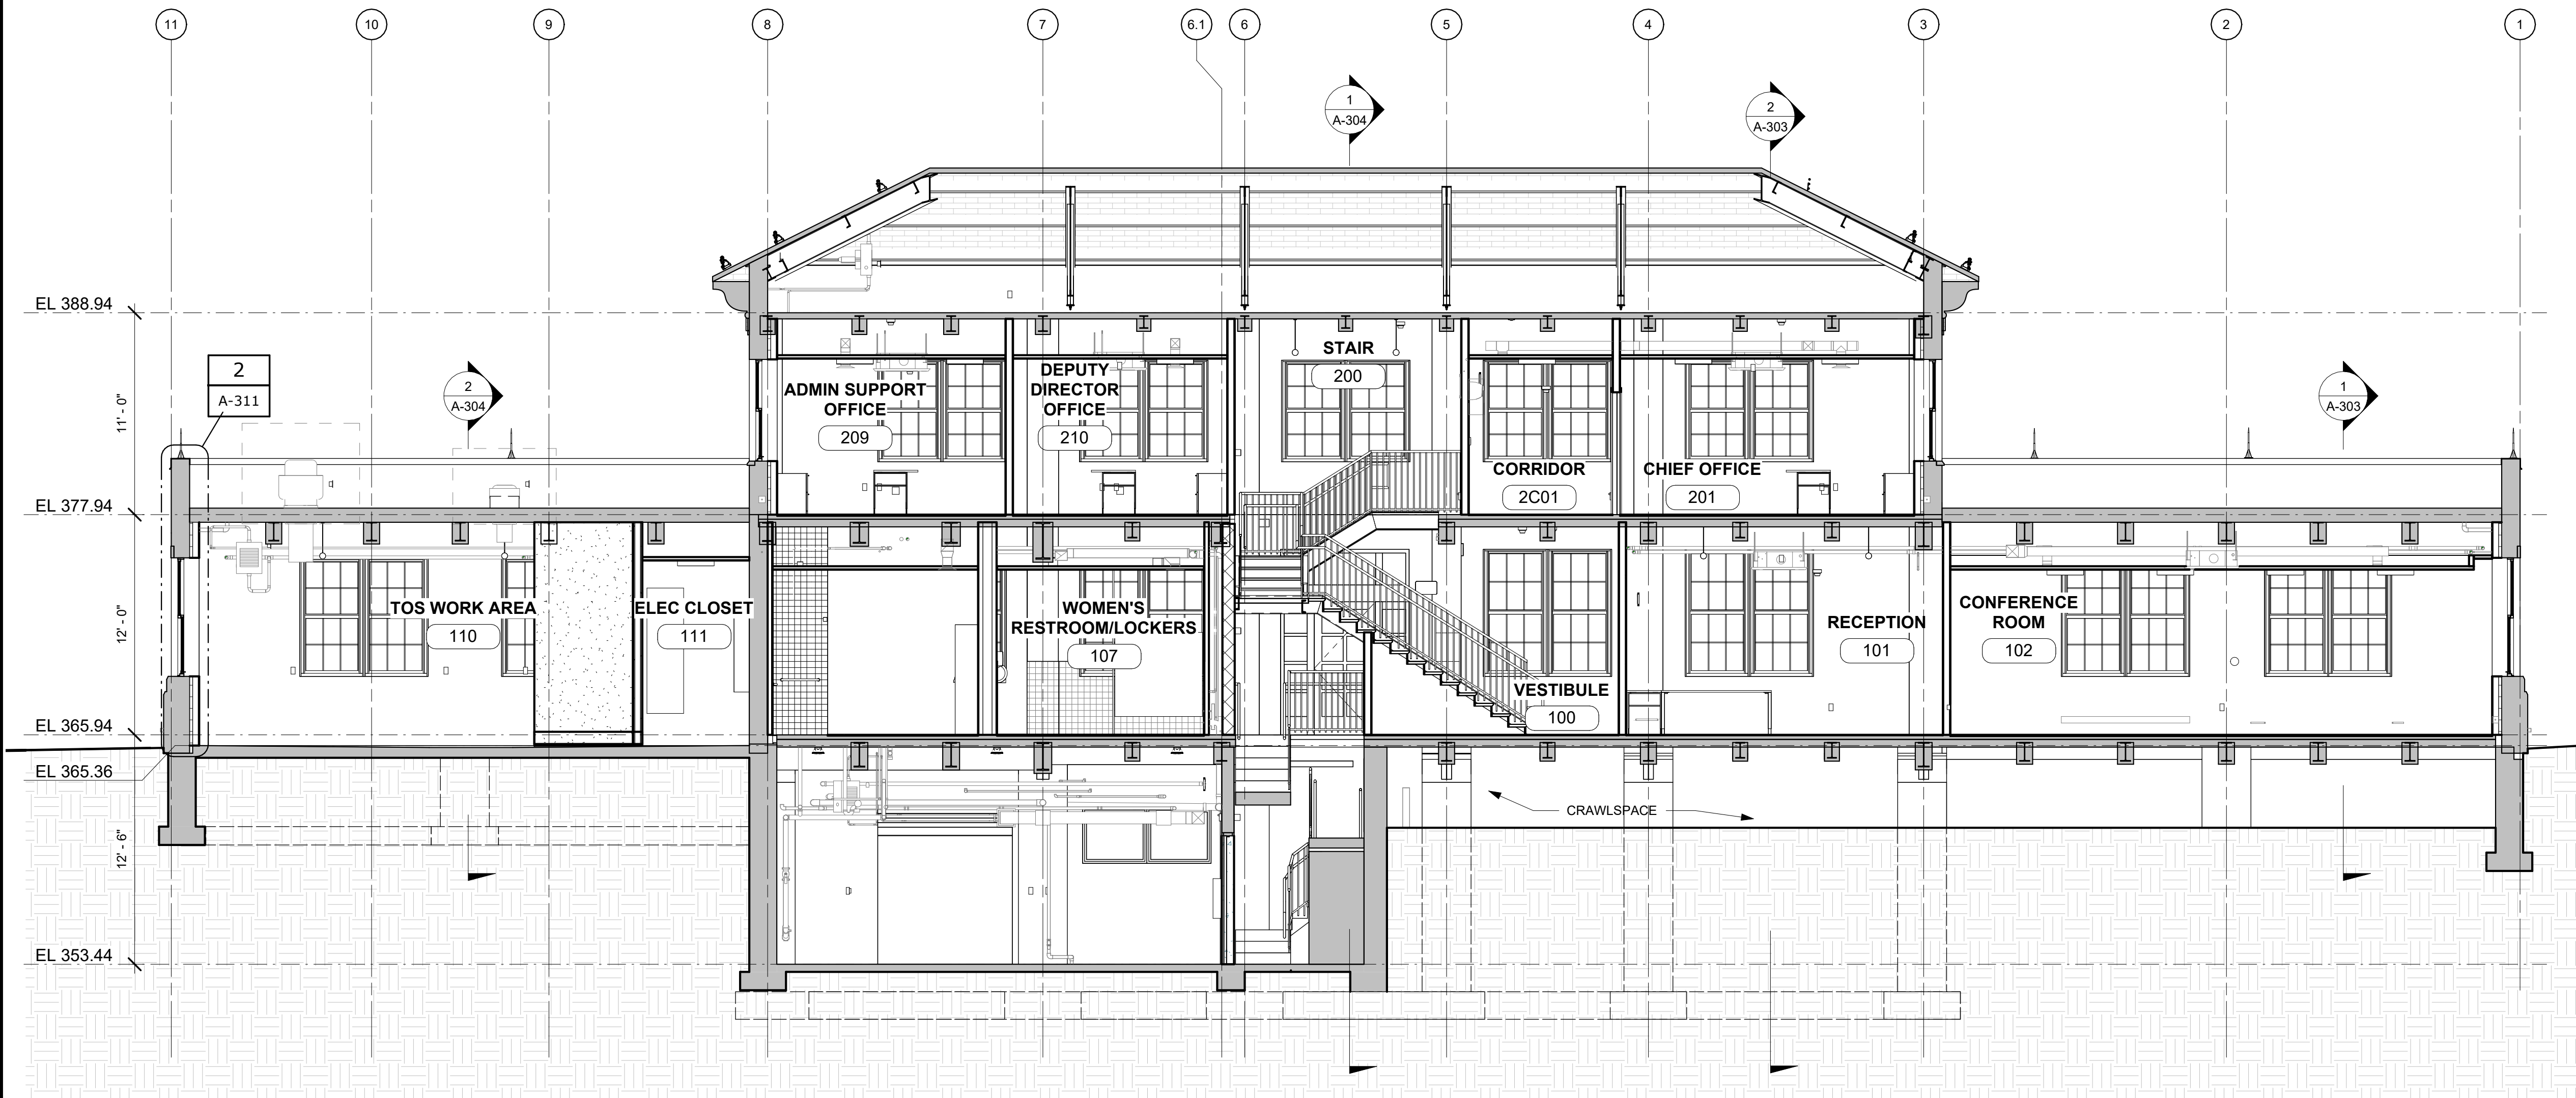 11
10
9
8
7
6.1
6
5
4
3
2
1
1
A-304
2
A-303
EL 388.94
11' - 0"
2
A-311
2
A-304
1
A-303
STAIR
200
ADMIN SUPPORT
OFFICE
209
DEPUTY
DIRECTOR
OFFICE
210
CORRIDOR
2C01
CHIEF OFFICE
201
EL 377.94
12' - 0"
TOS WORK AREA
110
ELEC CLOSET
111
WOMEN'S
RESTROOM/LOCKERS
107
VESTIBULE
100
RECEPTION
101
CONFERENCE
ROOM
102
EL 365.94
EL 365.36
12' - 6"
CRAWLSPACE
EL 353.44